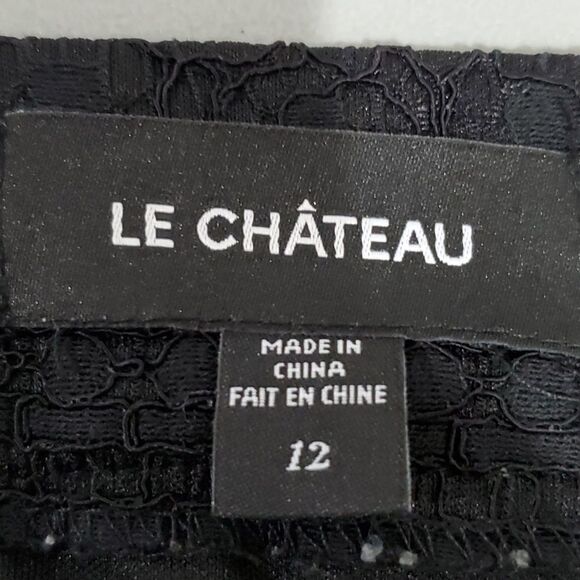 LE CHÂTEAU
MADE IN
CHINA
FAIT EN CHINE
12